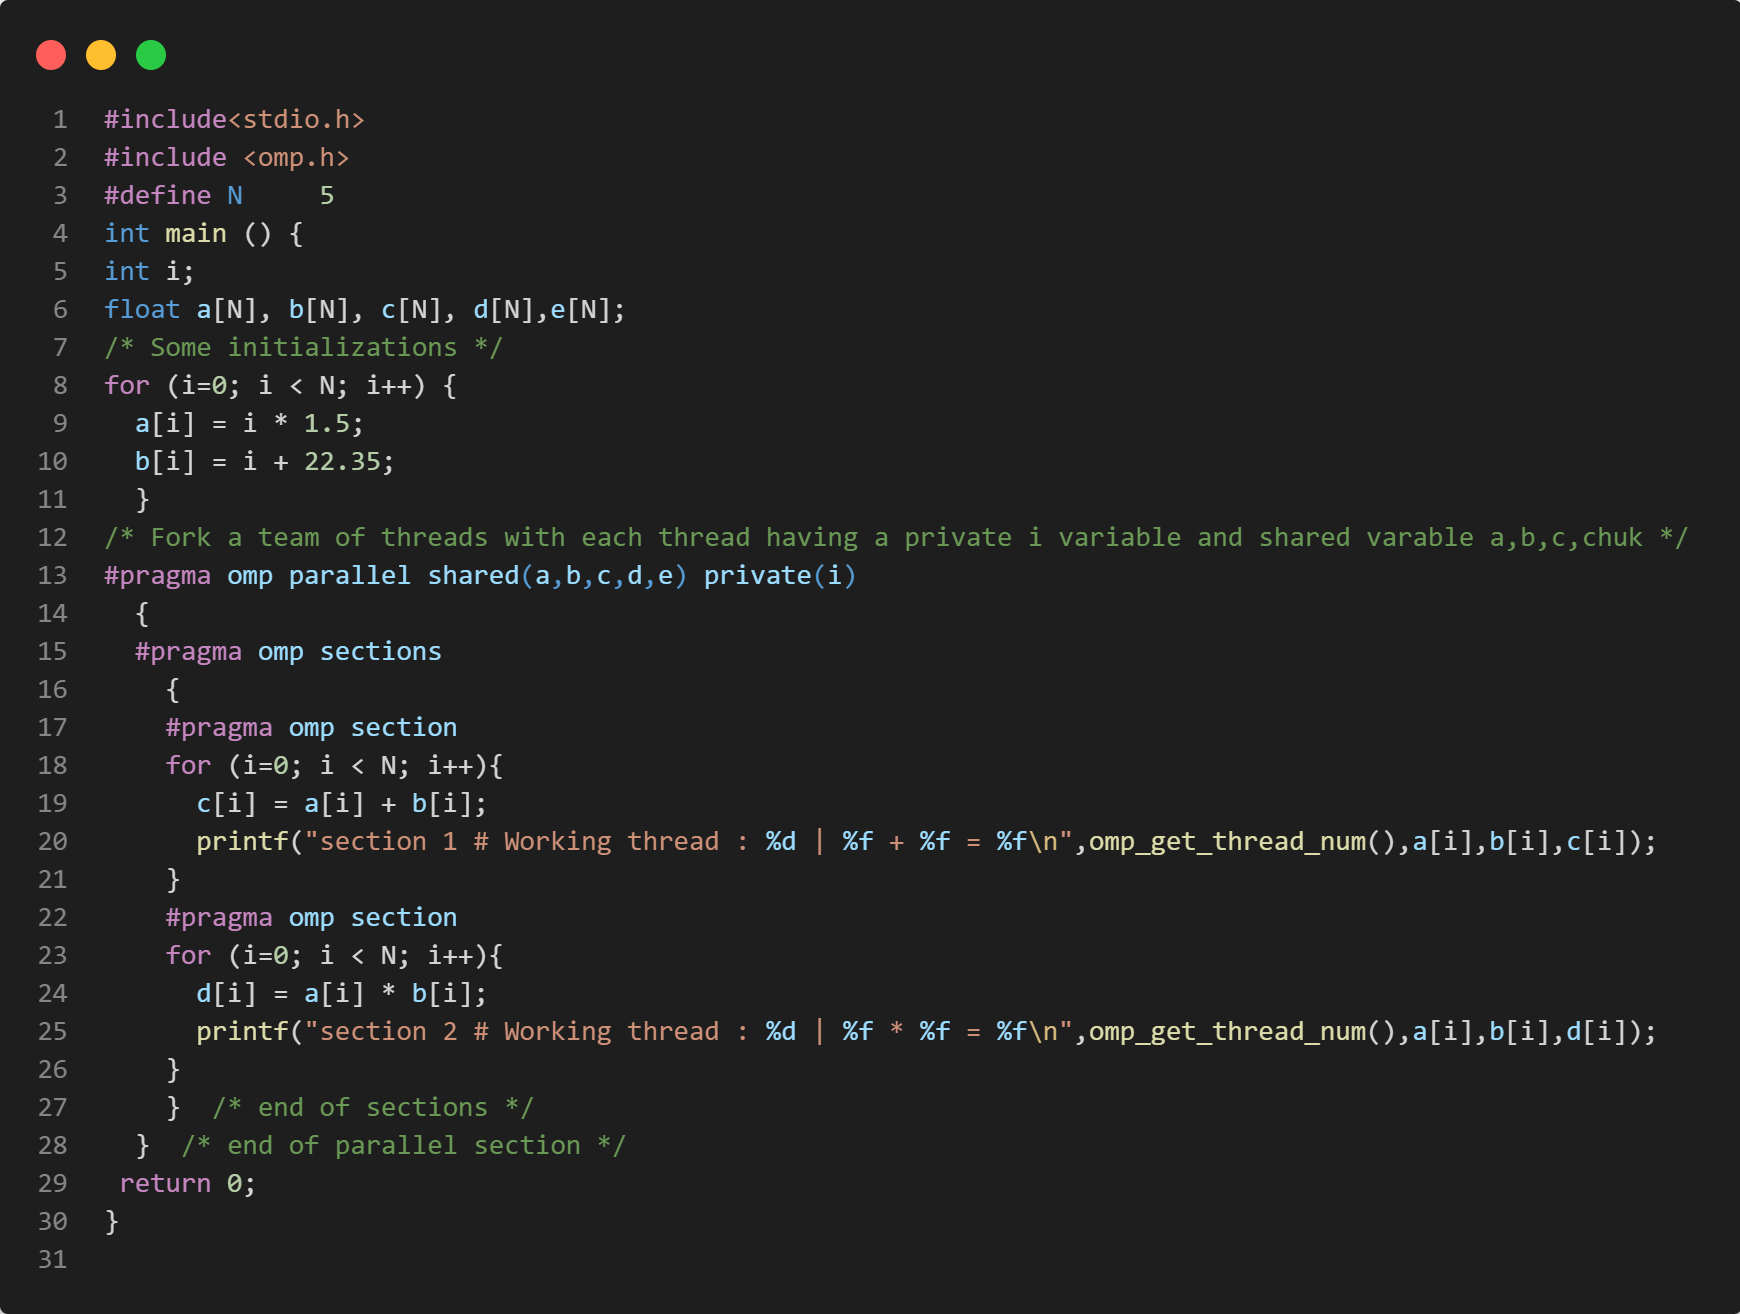 1 #include<stdio.h>
2 #include <omp.h>
3 #define N     5
4 int main () {
5 int i;
6 float a[N], b[N], c[N], d[N],e[N];
7 /* Some initializations */
8 for (i=0; i < N; i++) {
9   a[i] = i * 1.5;
10   b[i] = i + 22.35;
11   }
12 /* Fork a team of threads with each thread having a private i variable and shared varable a,b,c,chuk */
13 #pragma omp parallel shared(a,b,c,d,e) private(i)
14   {
15   #pragma omp sections
16     {
17     #pragma omp section
18     for (i=0; i < N; i++){
19       c[i] = a[i] + b[i];
20       printf("section 1 # Working thread : %d | %f + %f = %f\n",omp_get_thread_num(),a[i],b[i],c[i]);
21     }
22     #pragma omp section
23     for (i=0; i < N; i++){
24       d[i] = a[i] * b[i];
25       printf("section 2 # Working thread : %d | %f * %f = %f\n",omp_get_thread_num(),a[i],b[i],d[i]);
26     }
27     }  /* end of sections */
28   }  /* end of parallel section */
29  return 0;
30 }
31